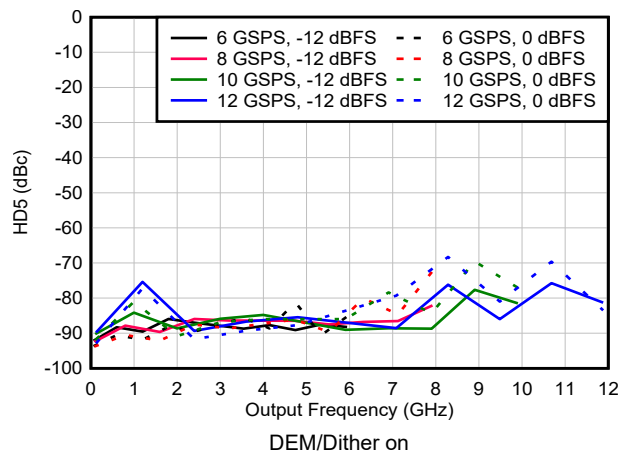 0
-10
-20
-30
-40
-50
-60
-70
-80
-90
-100
HD5 (dBc)
6 GSPS, -12 dBFS
8 GSPS, -12 dBFS
10 GSPS, -12 dBFS
12 GSPS, -12 dBFS
6 GSPS, 0 dBFS
8 GSPS, 0 dBFS
10 GSPS, 0 dBFS
12 GSPS, 0 dBFS
0 1 2 3 4 5 6 7 8 9 10 11 12
Output Frequency (GHz)
DEM/Dither on